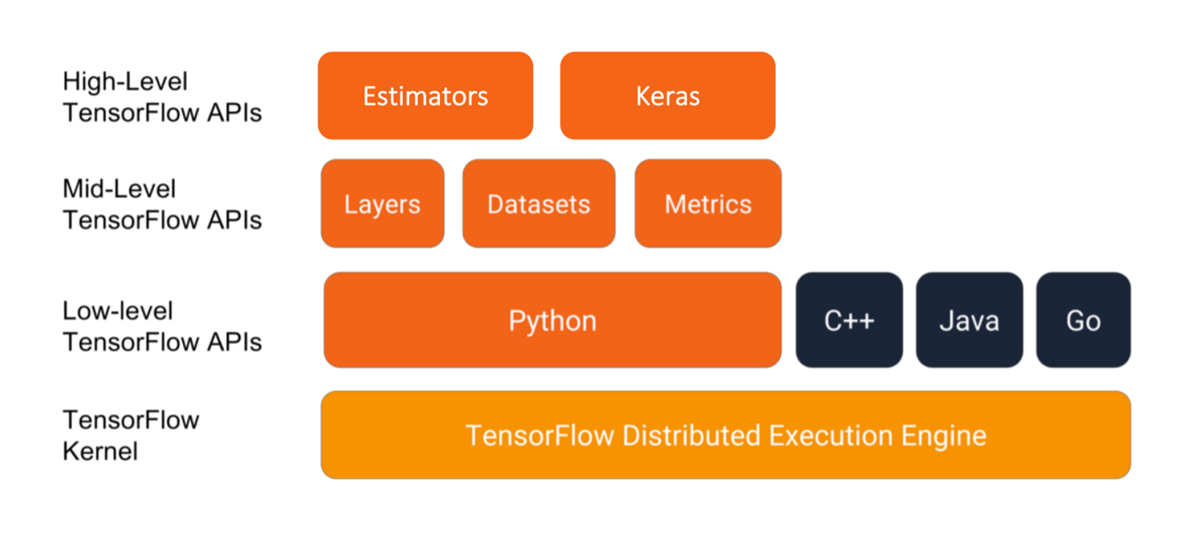 High-Level
TensorFlow APIs
Estimators
Keras
Mid-Level
TensorFlow APIs
Layers
Datasets
Metrics
Low-level
TensorFlow APIs
Python
C++
Java
Go
TensorFlow
Kernel
TensorFlow Distributed Execution Engine